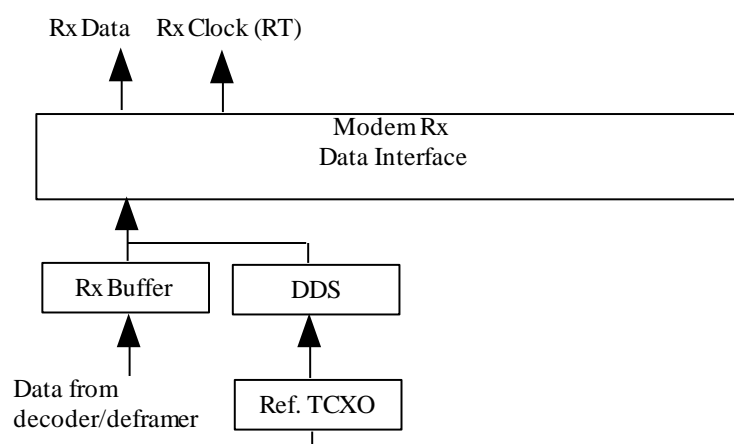 Rx Data Rx Clock (RT)
Modem Rx
Data Interface
Rx Buffer DDS
Data from
decoder/deframer
Ref. TCXO